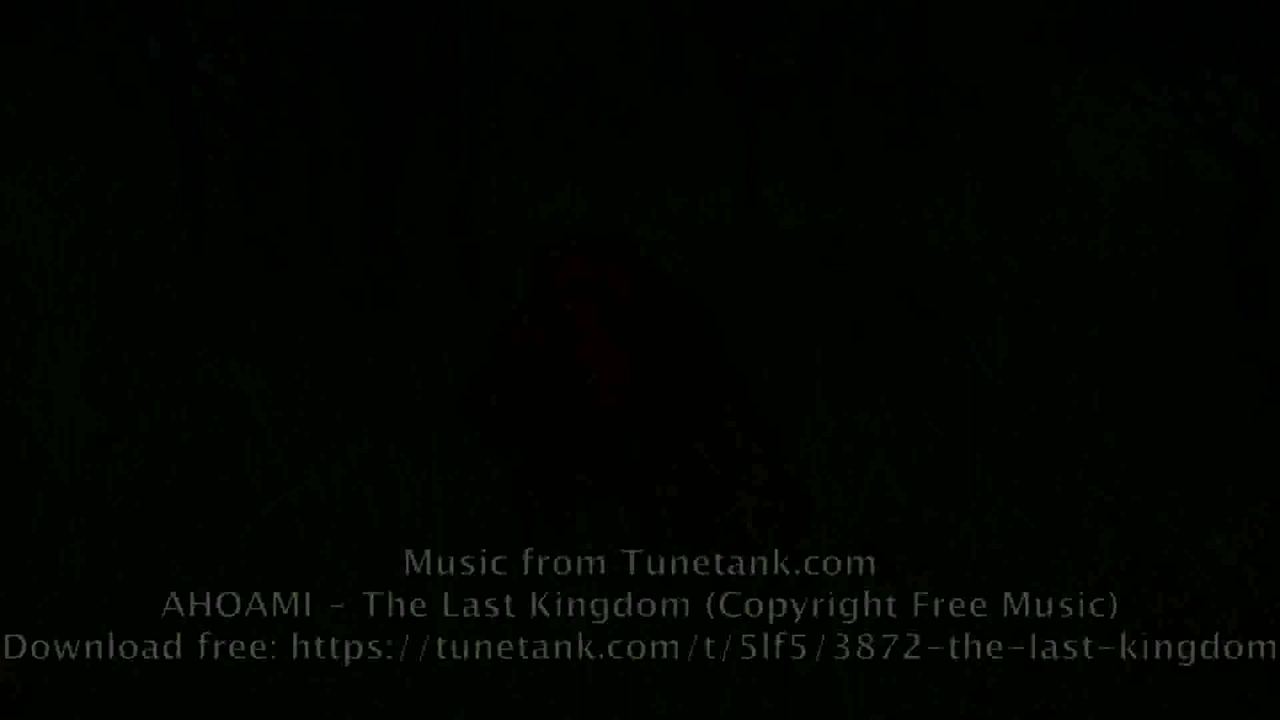 Music from Tunetank.com
AHOAMI - The Last Kingdom (Copyright Free Music)
Download free: https://tunetank.com/t/5lf5/3872-the-last-kingdom